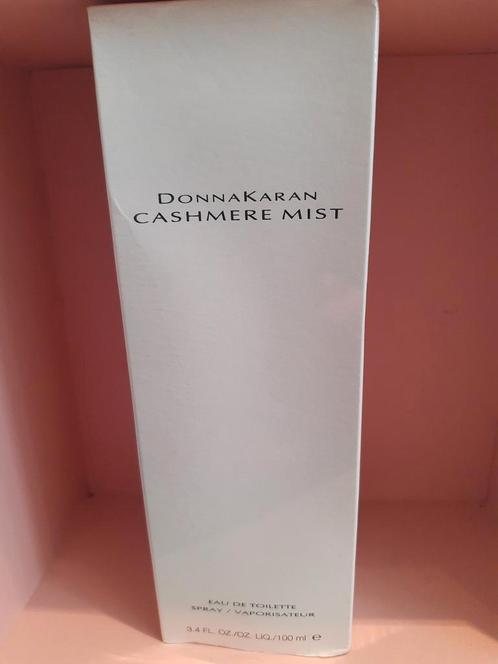 DONNAKARAN
CASHMERE MIST
EAU DE TOILETTE
SPRAY / VAPORISATEUR
3.4 FL. OZ./OZ. LIQ./100 ml ℮